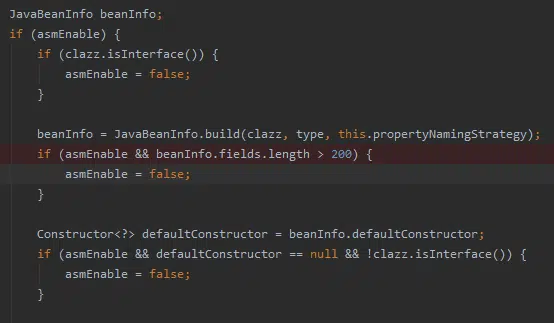 JavaBeanInfo beanInfo;
if (asmEnable) {
if (clazz.isInterface()) {
asmEnable = false;
}
beanInfo = JavaBeanInfo.build(clazz, type, this.propertyNamingStrategy);
if (asmEnable && beanInfo.fields.length > 200) {
asmEnable = false;
}
Constructor<?> defaultConstructor = beanInfo.defaultConstructor;
if (asmEnable && defaultConstructor == null && !clazz.isInterface()) {
asmEnable = false;
}